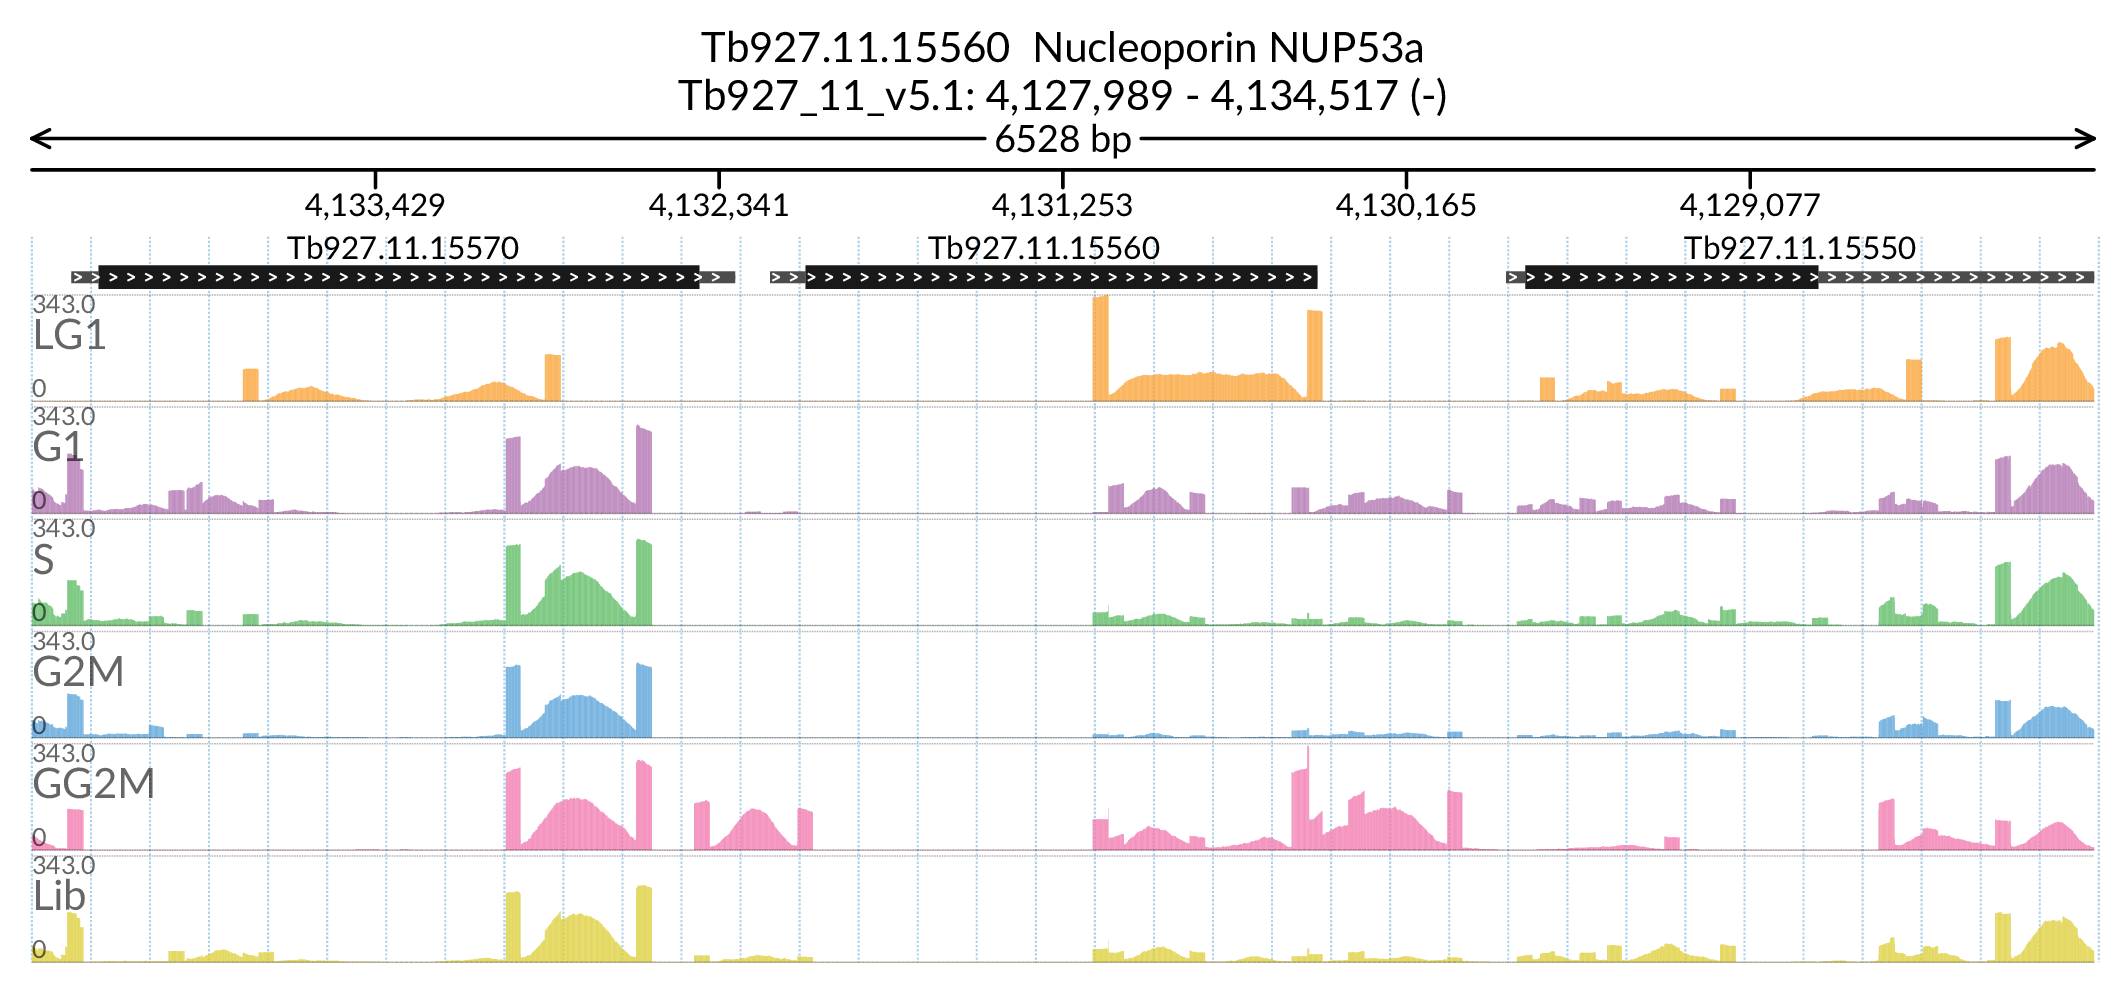 Tb927.11.15560  Nucleoporin NUP53a
Tb927_11_v5.1: 4,127,989 - 4,134,517 (-)
6528 bp
4,133,429 4,132,341 4,131,253 4,130,165 4,129,077
Tb927.11.15570 Tb927.11.15560 Tb927.11.15550
343.0
LG1
0
343.0
G1
0
343.0
S
0
343.0
G2M
0
343.0
GG2M
0
343.0
Lib
0